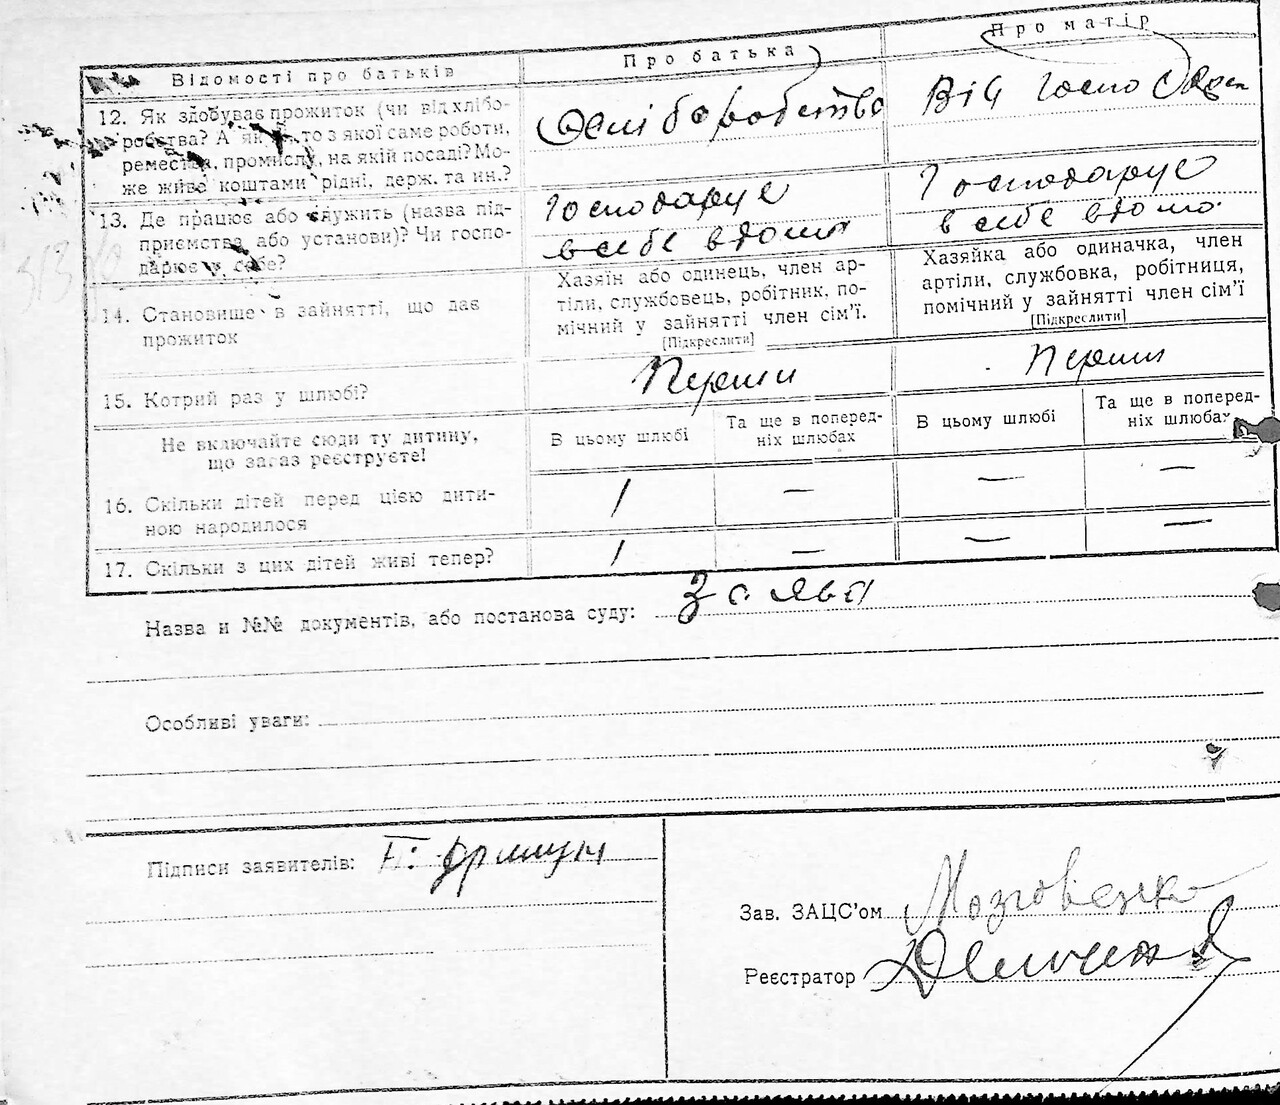 Відомості про батьків
Про батька
Про матір
12. Як здобував прожиток (чи від хлібо-
робства? А як то з якої саме роботи,
ремества, промислу, на якій посаді? Мо-
же живе коштами рідні, держ. та ин.?
Хліборобство
Від
13. Де працює або служить (назва під-
приємства або установи)? Чи госпо-
дарює у себе?
Господарує
в себе вдома
Господарує
в себе вдома
14. Становище в зайнятті, що дає
прожиток
Хазяїн або одинець, член ар-
тіли, службовець, робітник, по-
мічний у зайнятті член сім'ї.
[Підкреслити]
Хазяйка або одиначка, член
артіли, службовка, робітниця,
помічний у зайнятті член сім'ї
[Підкреслити]
15. Котрий раз у шлюбі?
Перший
Перший
Не включайте сюди ту дитину,
що зараз реєструєте!
В цьому шлюбі
Та ще в поперед-
ніх шлюбах
В цьому шлюбі
Та ще в поперед-
ніх шлюбах
16. Скільки дітей перед цією дити-
ною народилося
1 — — —
17. Скільки з цих дітей живі тепер?
1 — — —
Назва и №№ документів, або постанова суду: Заява
Особливі уваги:
Підписи заявителів:
Зав. ЗАЦС'ом
Реєстратор